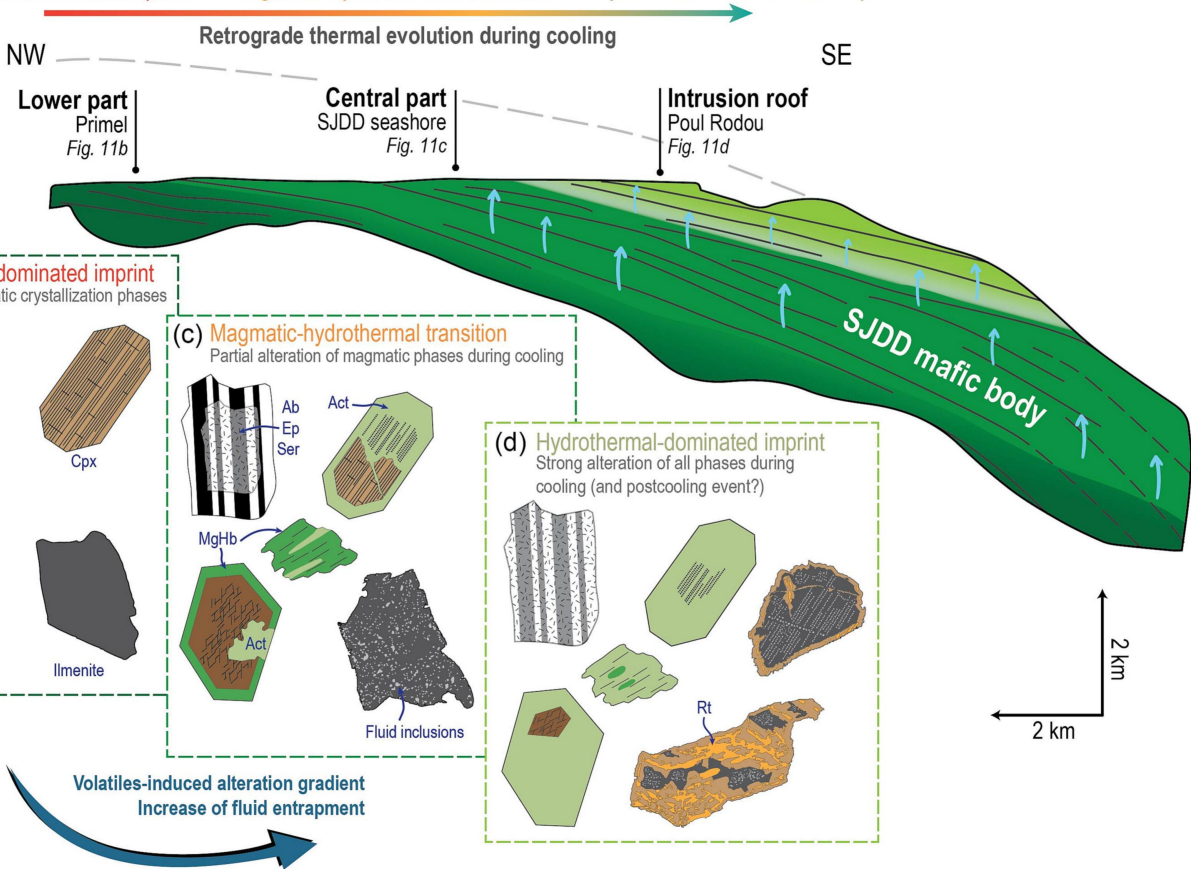 Retrograde thermal evolution during cooling
NW
SE
Lower part
Primel
Fig. 11b
Central part
SJDD seashore
Fig. 11c
Intrusion roof
Poul Rodou
Fig. 11d
SJDD mafic body
dominated imprint
tic crystallization phases
Cpx
Ilmenite
(c) Magmatic-hydrothermal transition
Partial alteration of magmatic phases during cooling
Ab
Ep
Ser
Act
MgHb
Act
Fluid inclusions
(d) Hydrothermal-dominated imprint
Strong alteration of all phases during
cooling (and postcooling event?)
Rt
2 km
2 km
Volatiles-induced alteration gradient
Increase of fluid entrapment